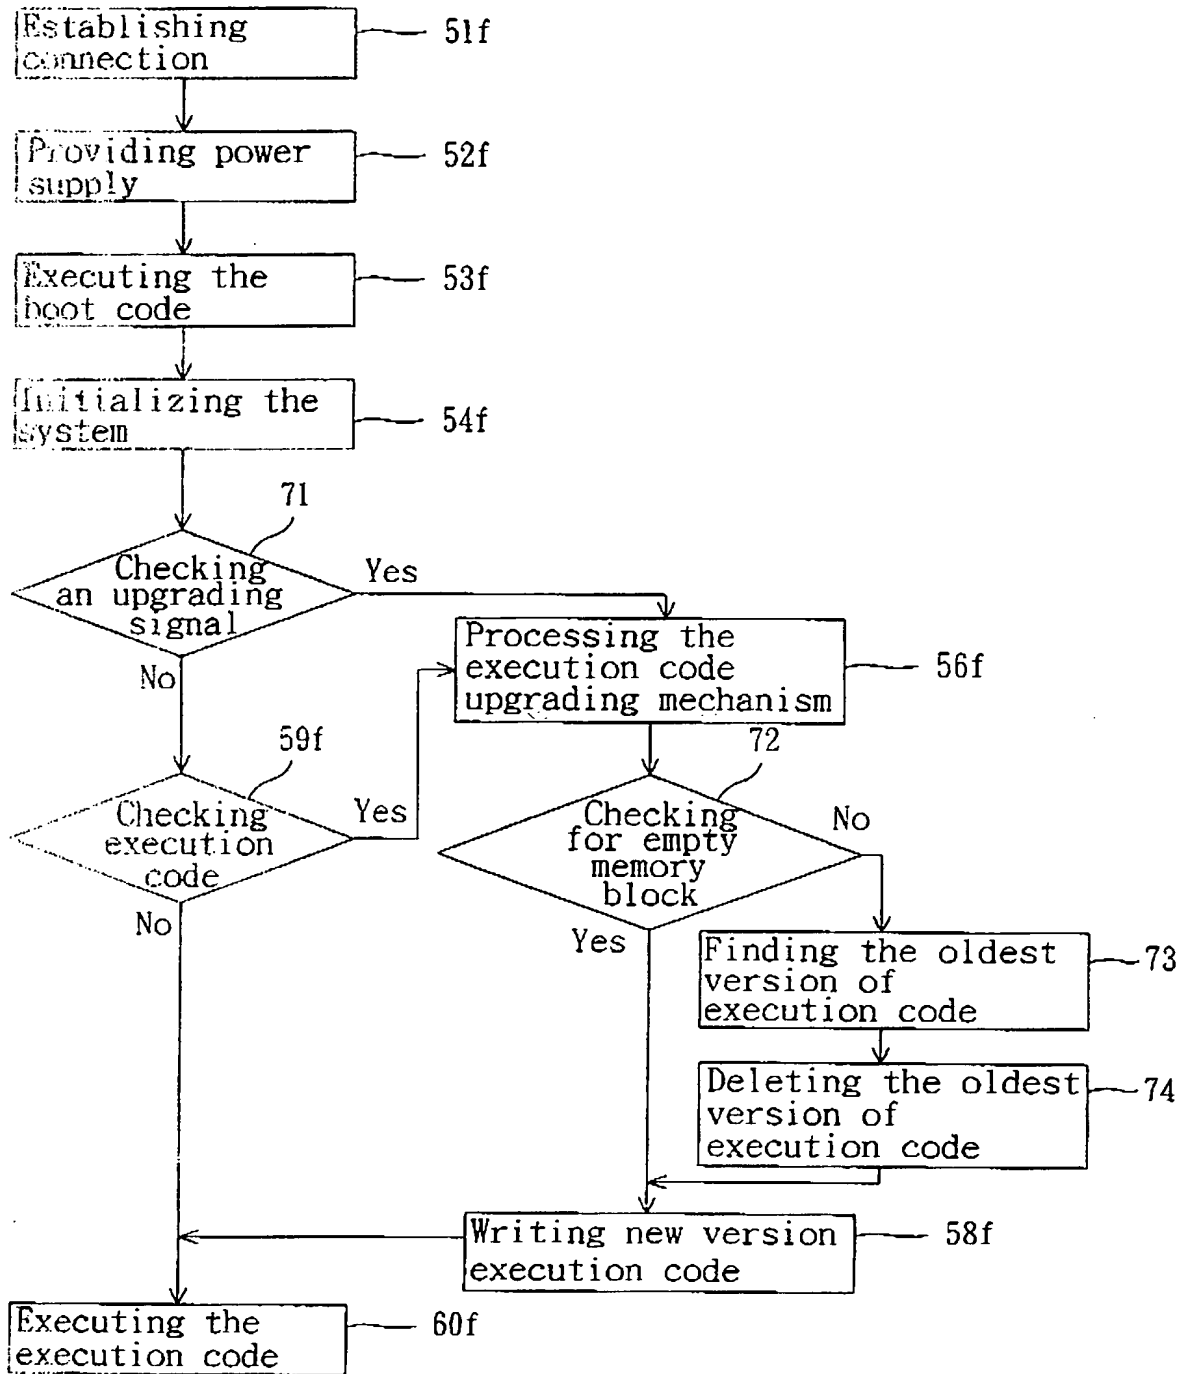 Establishing
connection
51f
Providing power
supply
52f
Executing the
boot code
53f
Initializing the
system
54f
71
Checking
an upgrading
signal
Yes
No
Processing the
execution code
upgrading mechanism
56f
59f
Checking
execution
code
Yes
No
72
Checking
for empty
memory
block
No
Yes
Finding the oldest
version of
execution code
73
Deleting the oldest
version of
execution code
74
Writing new version
execution code
58f
Executing the
execution code
60f